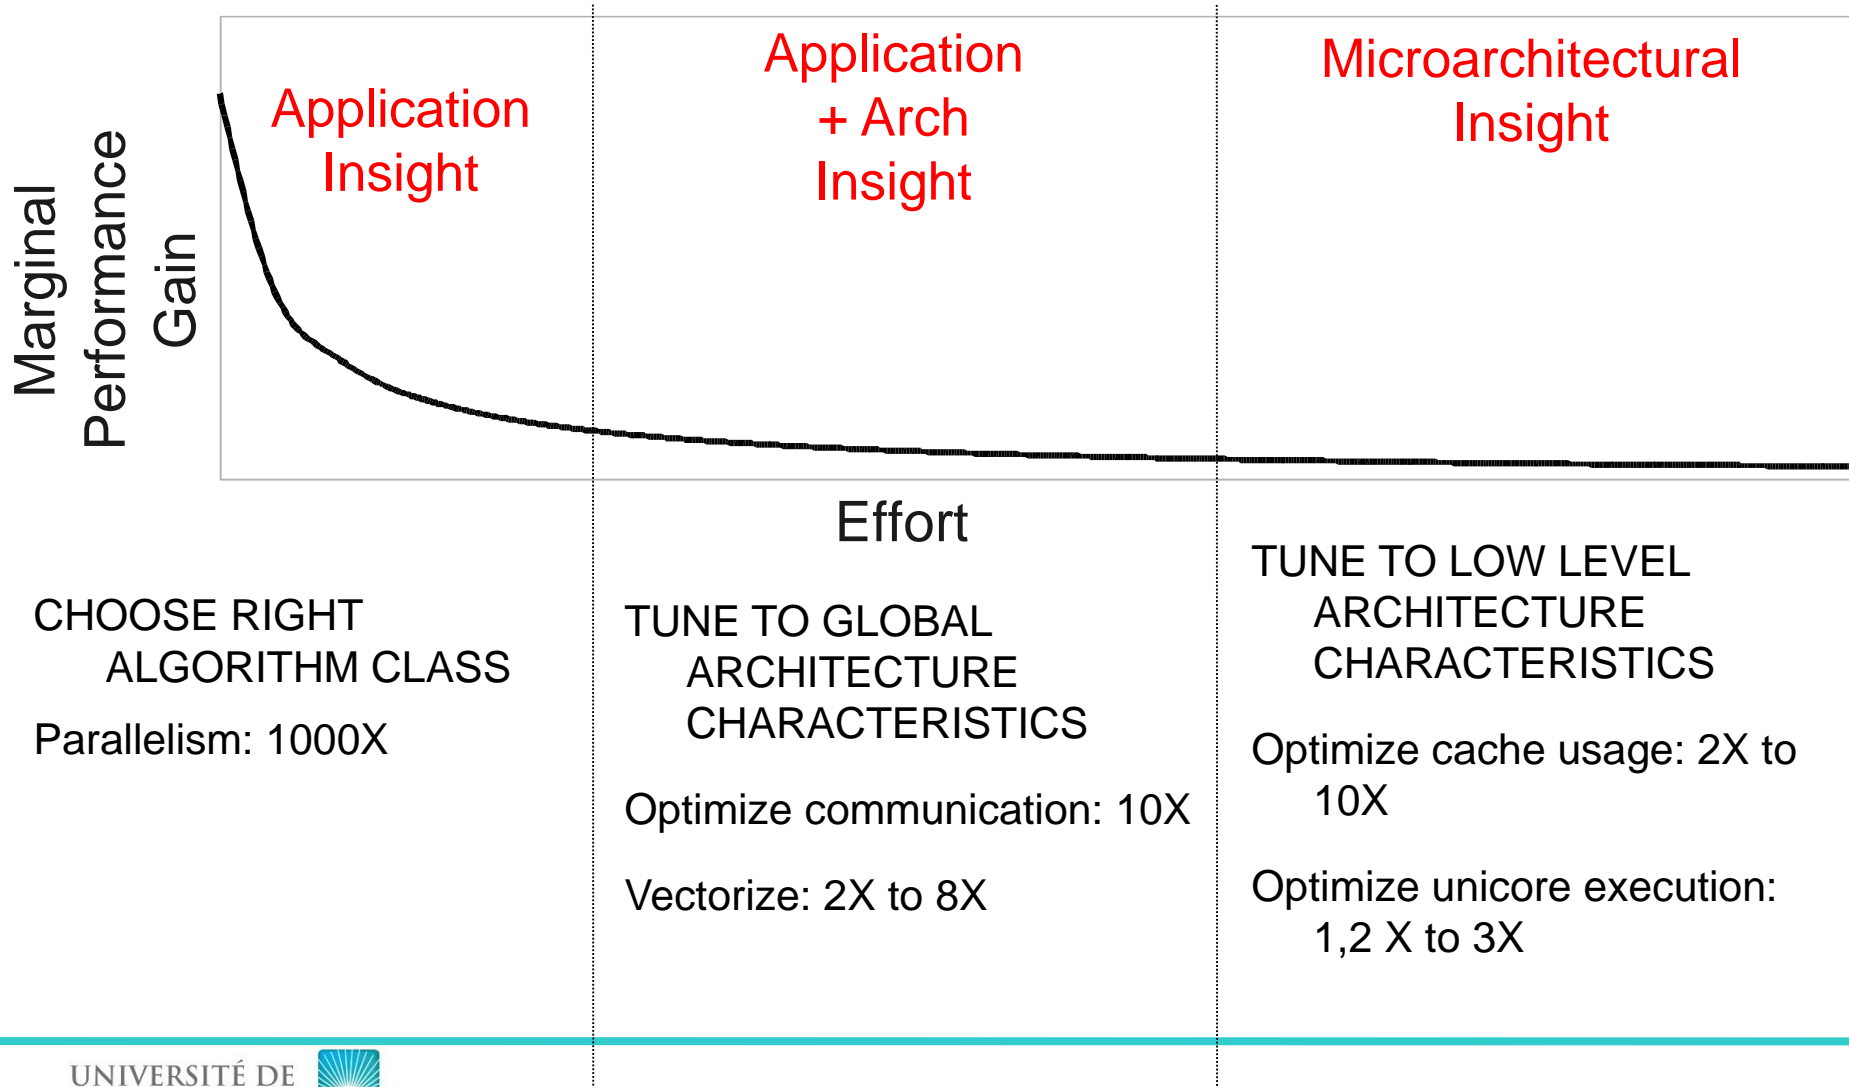 Marginal
Performance
Gain
Application
Insight
Application
+ Arch
Insight
Microarchitectural
Insight
Effort
CHOOSE RIGHT
ALGORITHM CLASS
Parallelism: 1000X
TUNE TO GLOBAL
ARCHITECTURE
CHARACTERISTICS
Optimize communication: 10X
Vectorize: 2X to 8X
TUNE TO LOW LEVEL
ARCHITECTURE
CHARACTERISTICS
Optimize cache usage: 2X to
10X
Optimize unicore execution:
1,2 X to 3X
UNIVERSITÉ DE